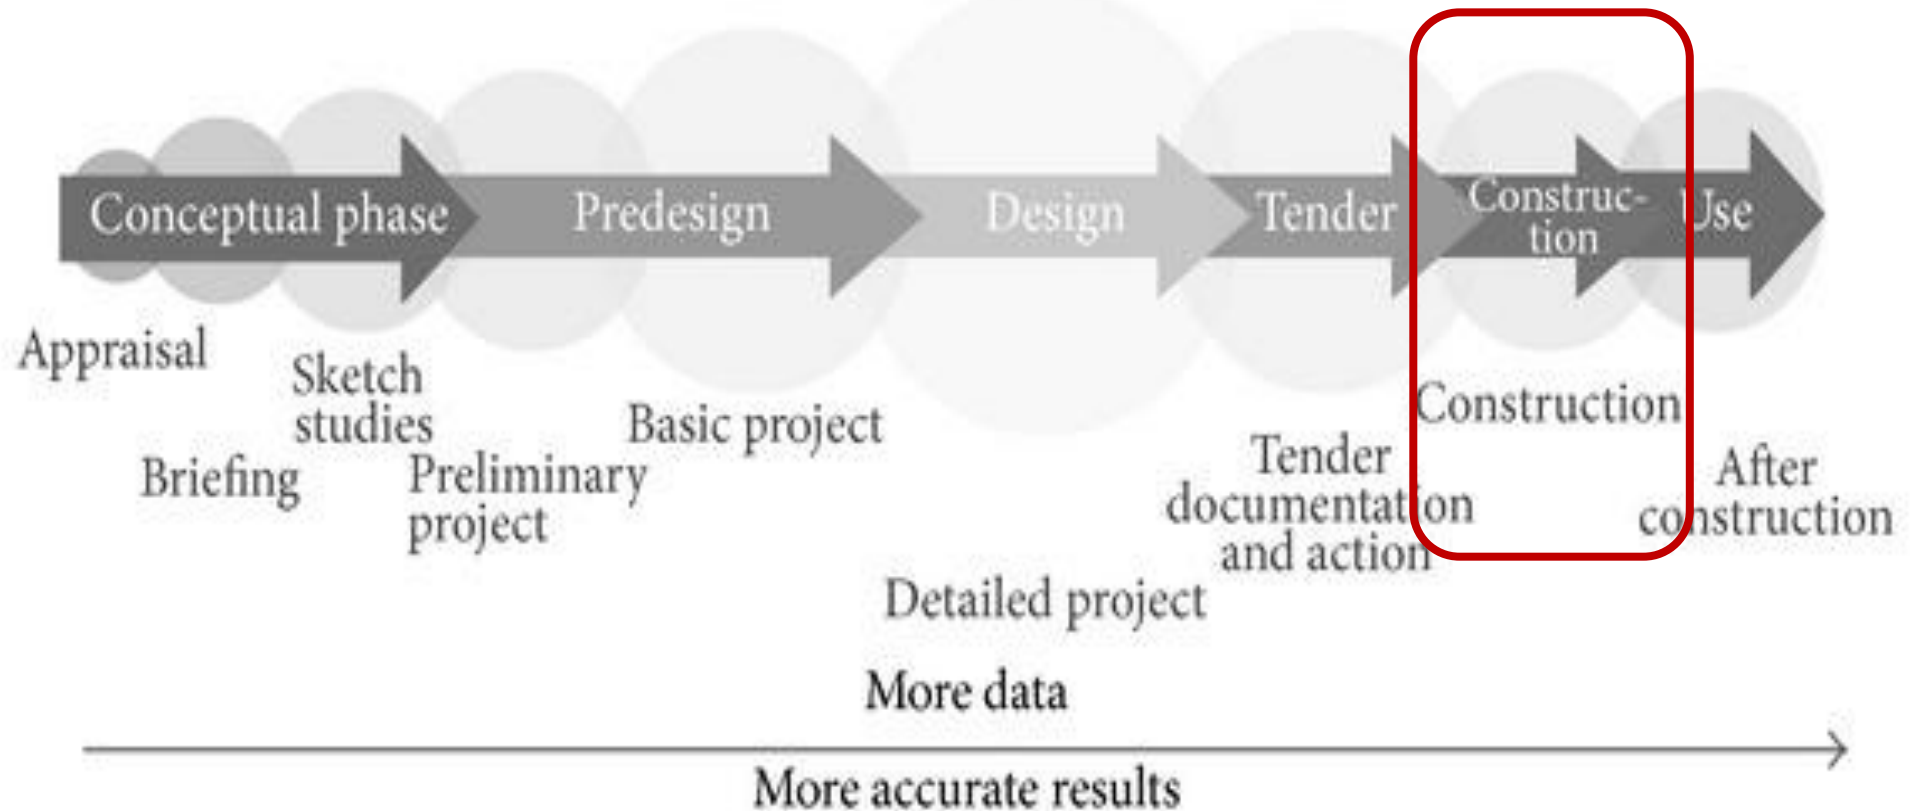 Conceptual phase
Predesign
Design
Tender
Construc-
tion
Use
Appraisal
Briefing
Sketch
studies
Preliminary
project
Basic project
Detailed project
Tender
documentation
and action
Construction
After
construction
More data
More accurate results